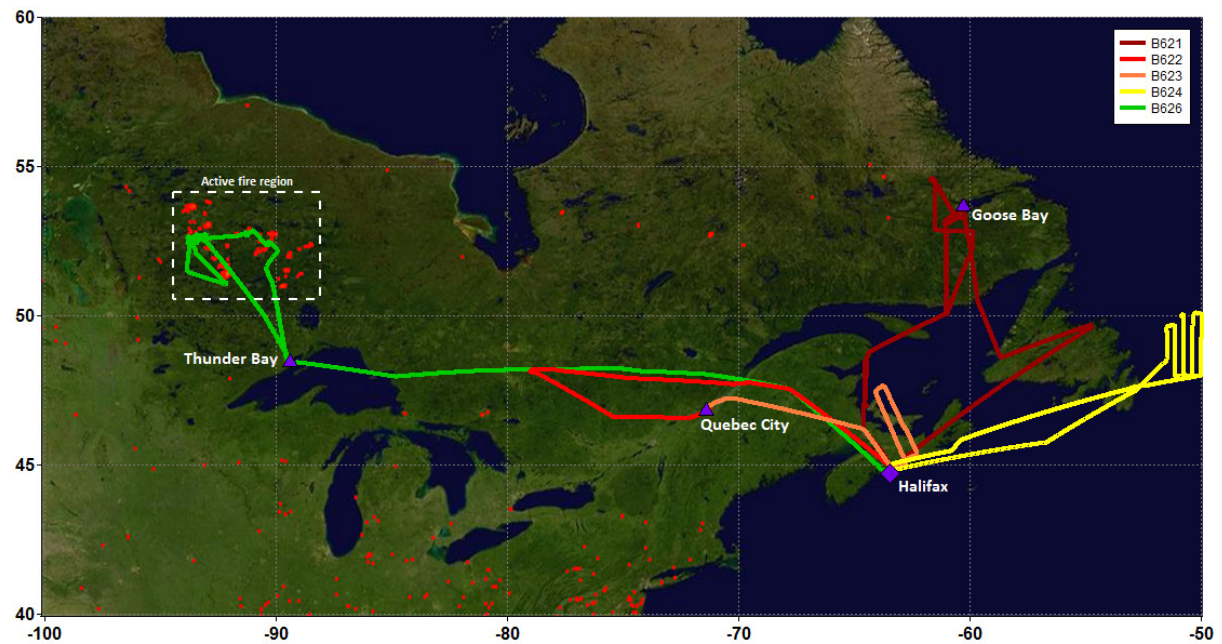 60
B621
B622
B623
B624
B626
55
Active fire region
Goose Bay
50
Thunder Bay
Quebec City
45
Halifax
40
-100
-90
-80
-70
-60
-50